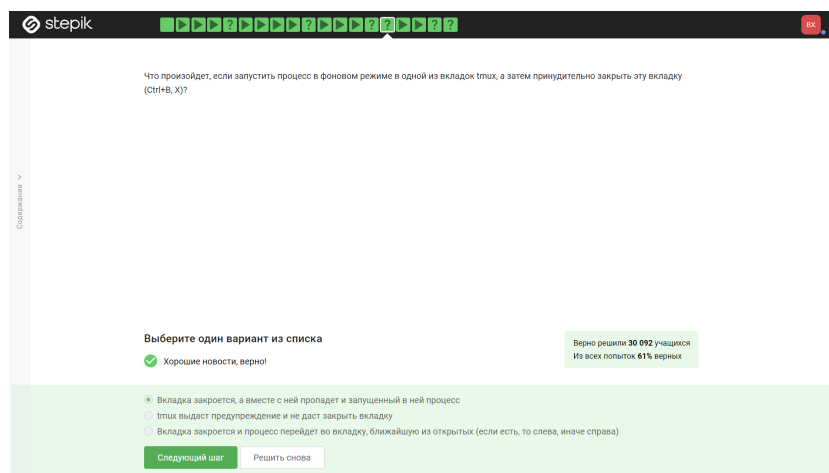 stepik
ВХ
Содержание
Что произойдет, если запустить процесс в фоновом режиме в одной из вкладок tmux, а затем принудительно закрыть эту вкладку
(Ctrl+B, X)?
Выберите один вариант из списка
Хорошие новости, верно!
Верно решили 30 092 учащихся
Из всех попыток 61% верных
Вкладка закроется, а вместе с ней пропадет и запущенный в ней процесс
tmux выдаст предупреждение и не даст закрыть вкладку
Вкладка закроется и процесс перейдет во вкладку, ближайшую из открытых (если есть, то слева, иначе справа)
Следующий шаг
Решить снова